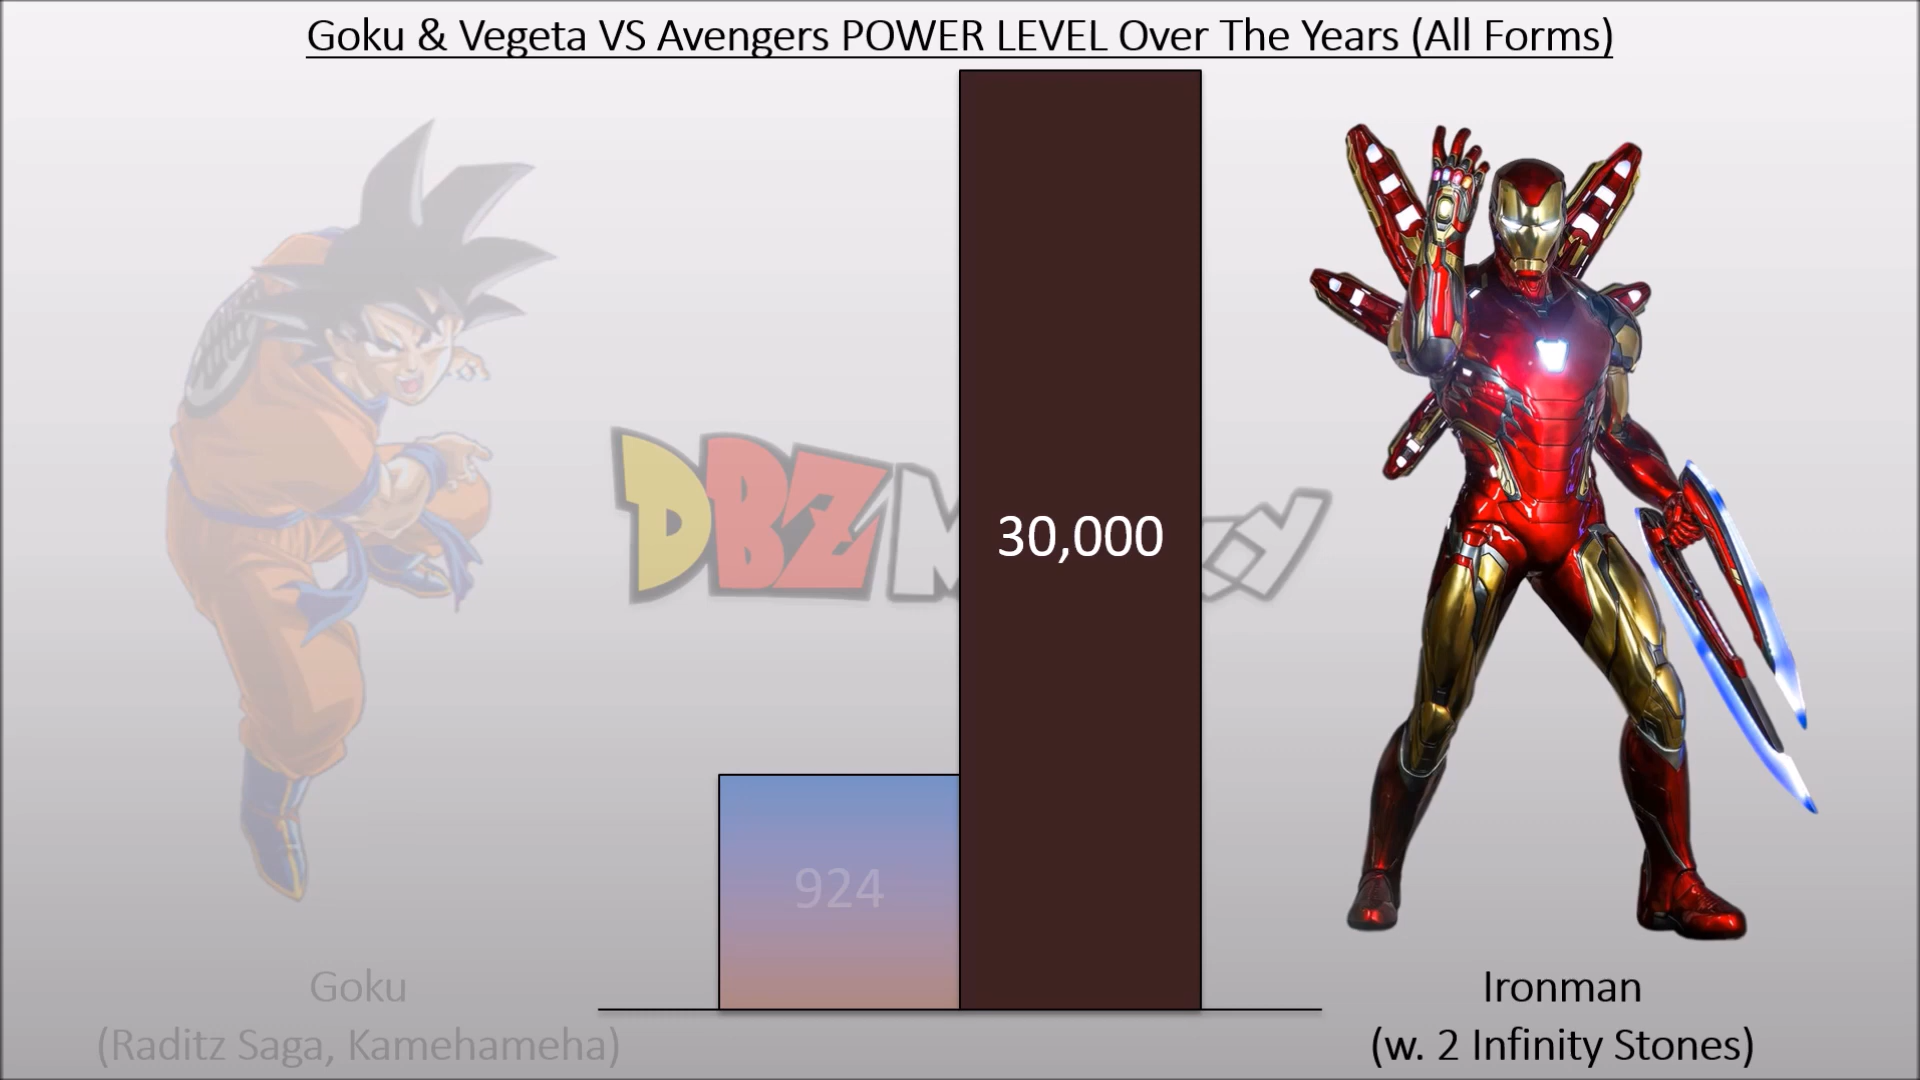 Goku & Vegeta VS Avengers POWER LEVEL Over The Years (All Forms)
DBZ
30,000
924
Goku
(Raditz Saga, Kamehameha)
Ironman
(w. 2 Infinity Stones)